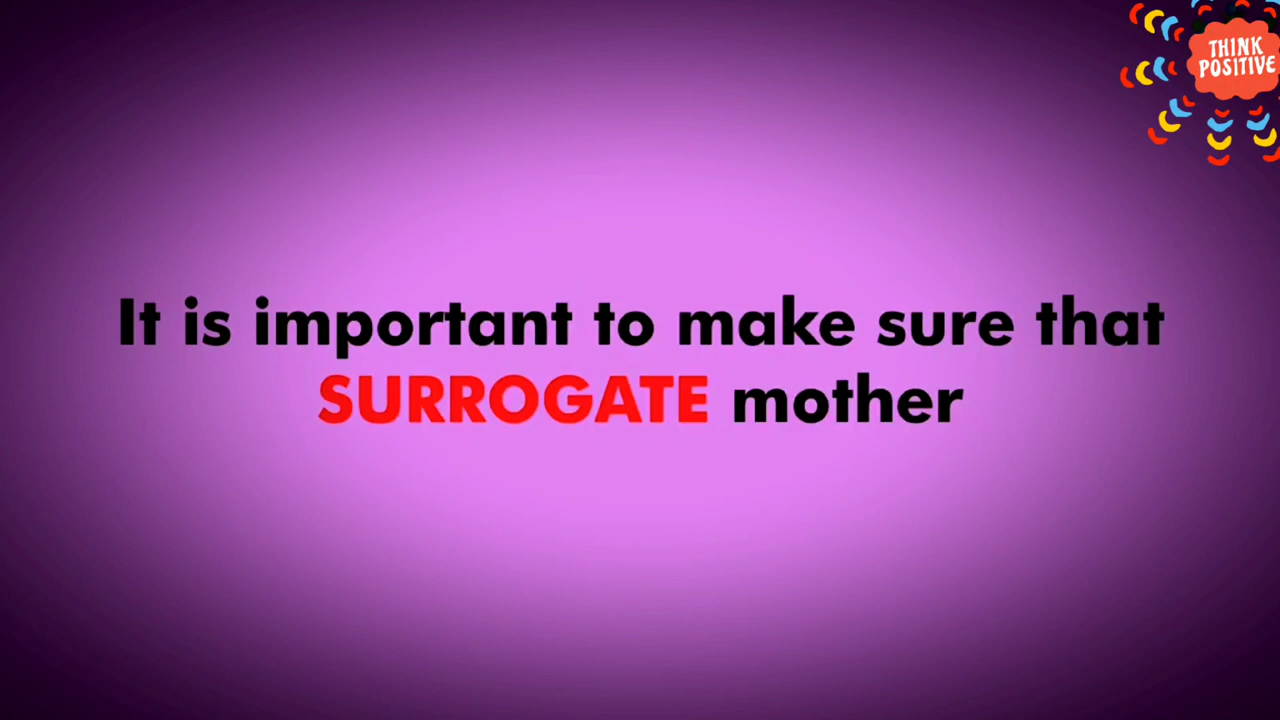 THINK
POSITIVE
It is important to make sure that
SURROGATE mother